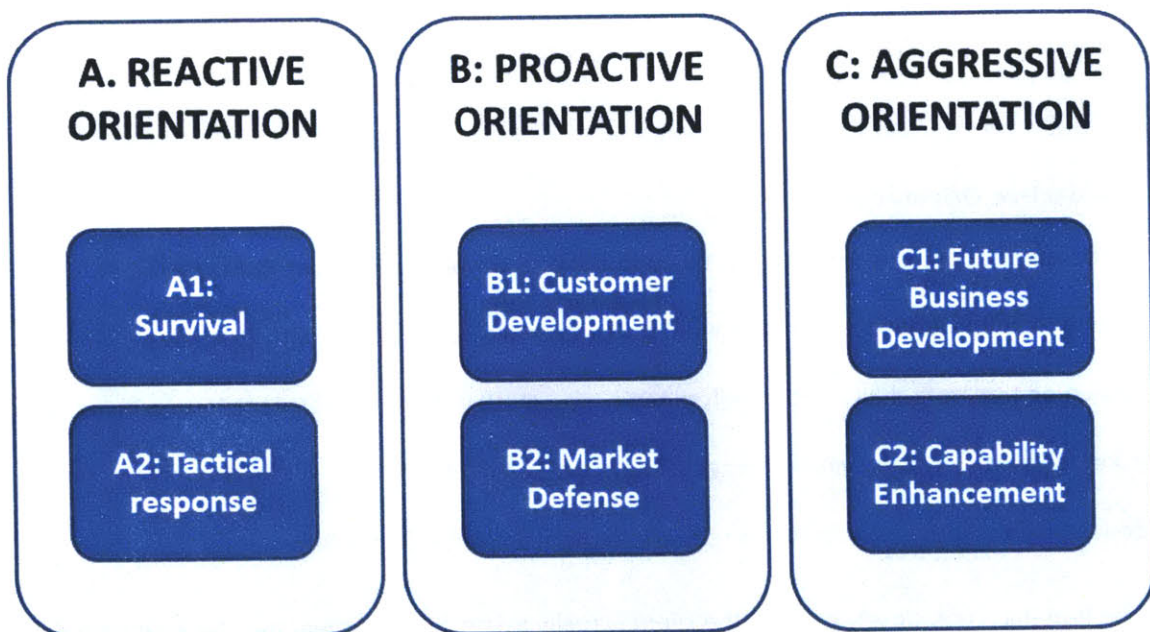 A. REACTIVE
ORIENTATION
A1:
Survival
A2: Tactical
response
B: PROACTIVE
ORIENTATION
B1: Customer
Development
B2: Market
Defense
C: AGGRESSIVE
ORIENTATION
C1: Future
Business
Development
C2: Capability
Enhancement